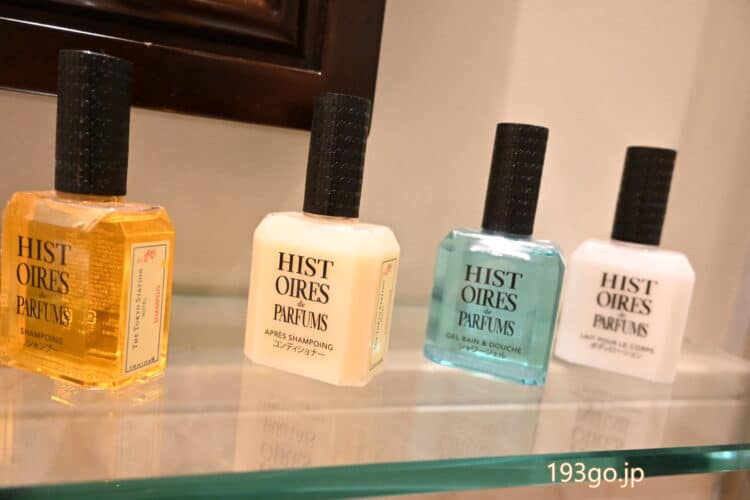 HIST
OIRES
de
PARFUMS
SHAMPOING
シャンプー
THE TOKYO STATION
HOTEL
SHAMPOO
HIST
OIRES
de
PARFUMS
APRÈS SHAMPOING
コンディショナー
HIST
OIRES
de
PARFUMS
GEL BAIN & DOUCHE
シャワージェル
HIST
OIRES
de
PARFUMS
LAIT POUR LE CORPS
ボディローション
193go.jp